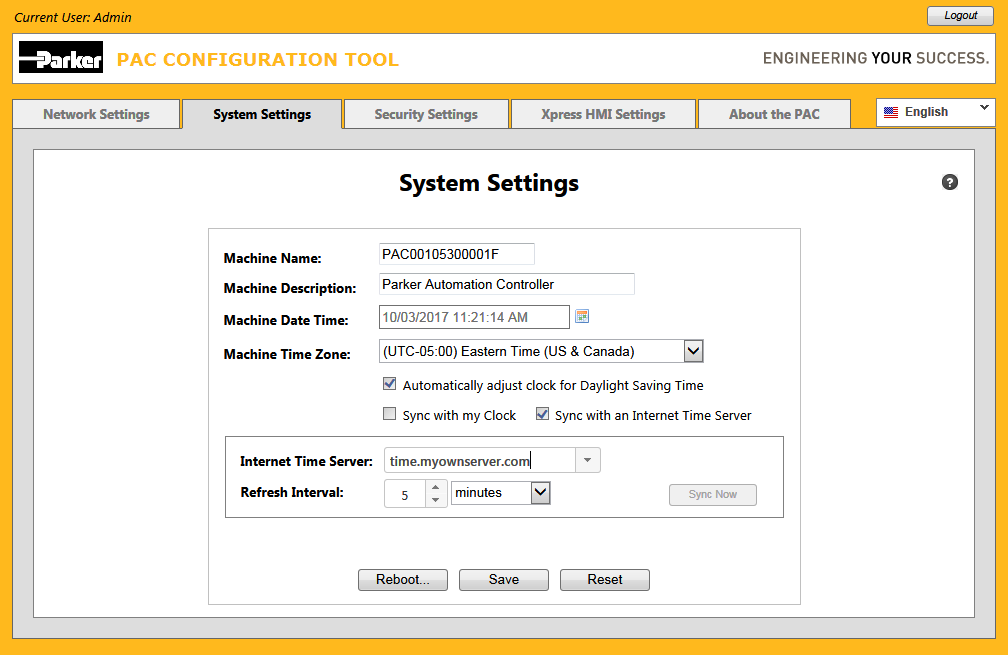 Current User: Admin
Logout
Parker PAC CONFIGURATION TOOL ENGINEERING YOUR SUCCESS.
Network Settings System Settings Security Settings Xpress HMI Settings About the PAC English
System Settings
?
Machine Name: PAC00105300001F
Machine Description: Parker Automation Controller
Machine Date Time: 10/03/2017 11:21:14 AM
Machine Time Zone: (UTC-05:00) Eastern Time (US & Canada)
Automatically adjust clock for Daylight Saving Time
Sync with my Clock Sync with an Internet Time Server
Internet Time Server: time.myownserver.com
Refresh Interval: 5 minutes Sync Now
Reboot... Save Reset